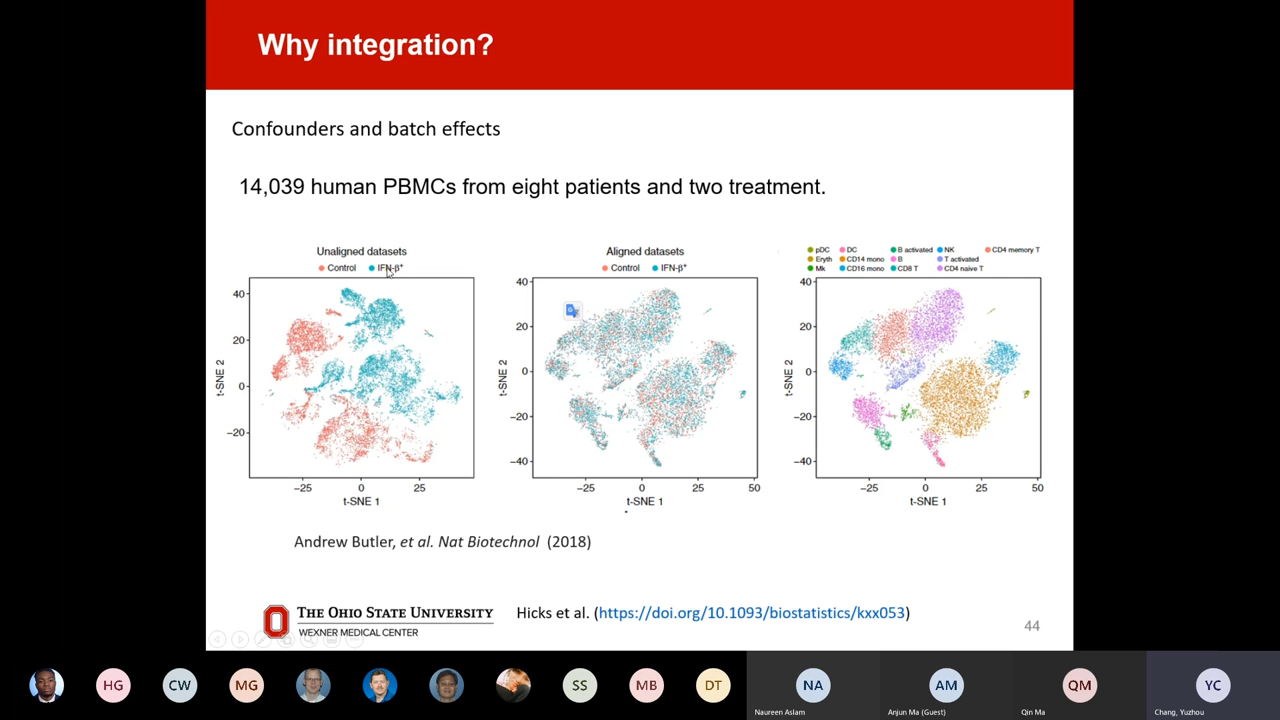 Why integration?
Confounders and batch effects
14,039 human PBMCs from eight patients and two treatment.
Unaligned datasets
Control IFN-β⁺
40
20
0
−20
t-SNE 2
−25 0 25
t-SNE 1
Aligned datasets
Control IFN-β⁺
40
20
0
−20
−40
t-SNE 2
−25 0 25 50
t-SNE 1
pDC DC B activated NK CD4 memory T
Eryth CD14 mono B T activated
Mk CD16 mono CD8 T CD4 naive T
40
20
0
−20
−40
t-SNE 2
−25 0 25 50
t-SNE 1
Andrew Butler, et al. Nat Biotechnol (2018)
THE OHIO STATE UNIVERSITY
WEXNER MEDICAL CENTER
Hicks et al. (https://doi.org/10.1093/biostatistics/kxx053)
44
HG CW MG SS MB DT NA AM QM YC
Naureen Aslam Anjun Ma (Guest) Qin Ma Chang, Yuzhou